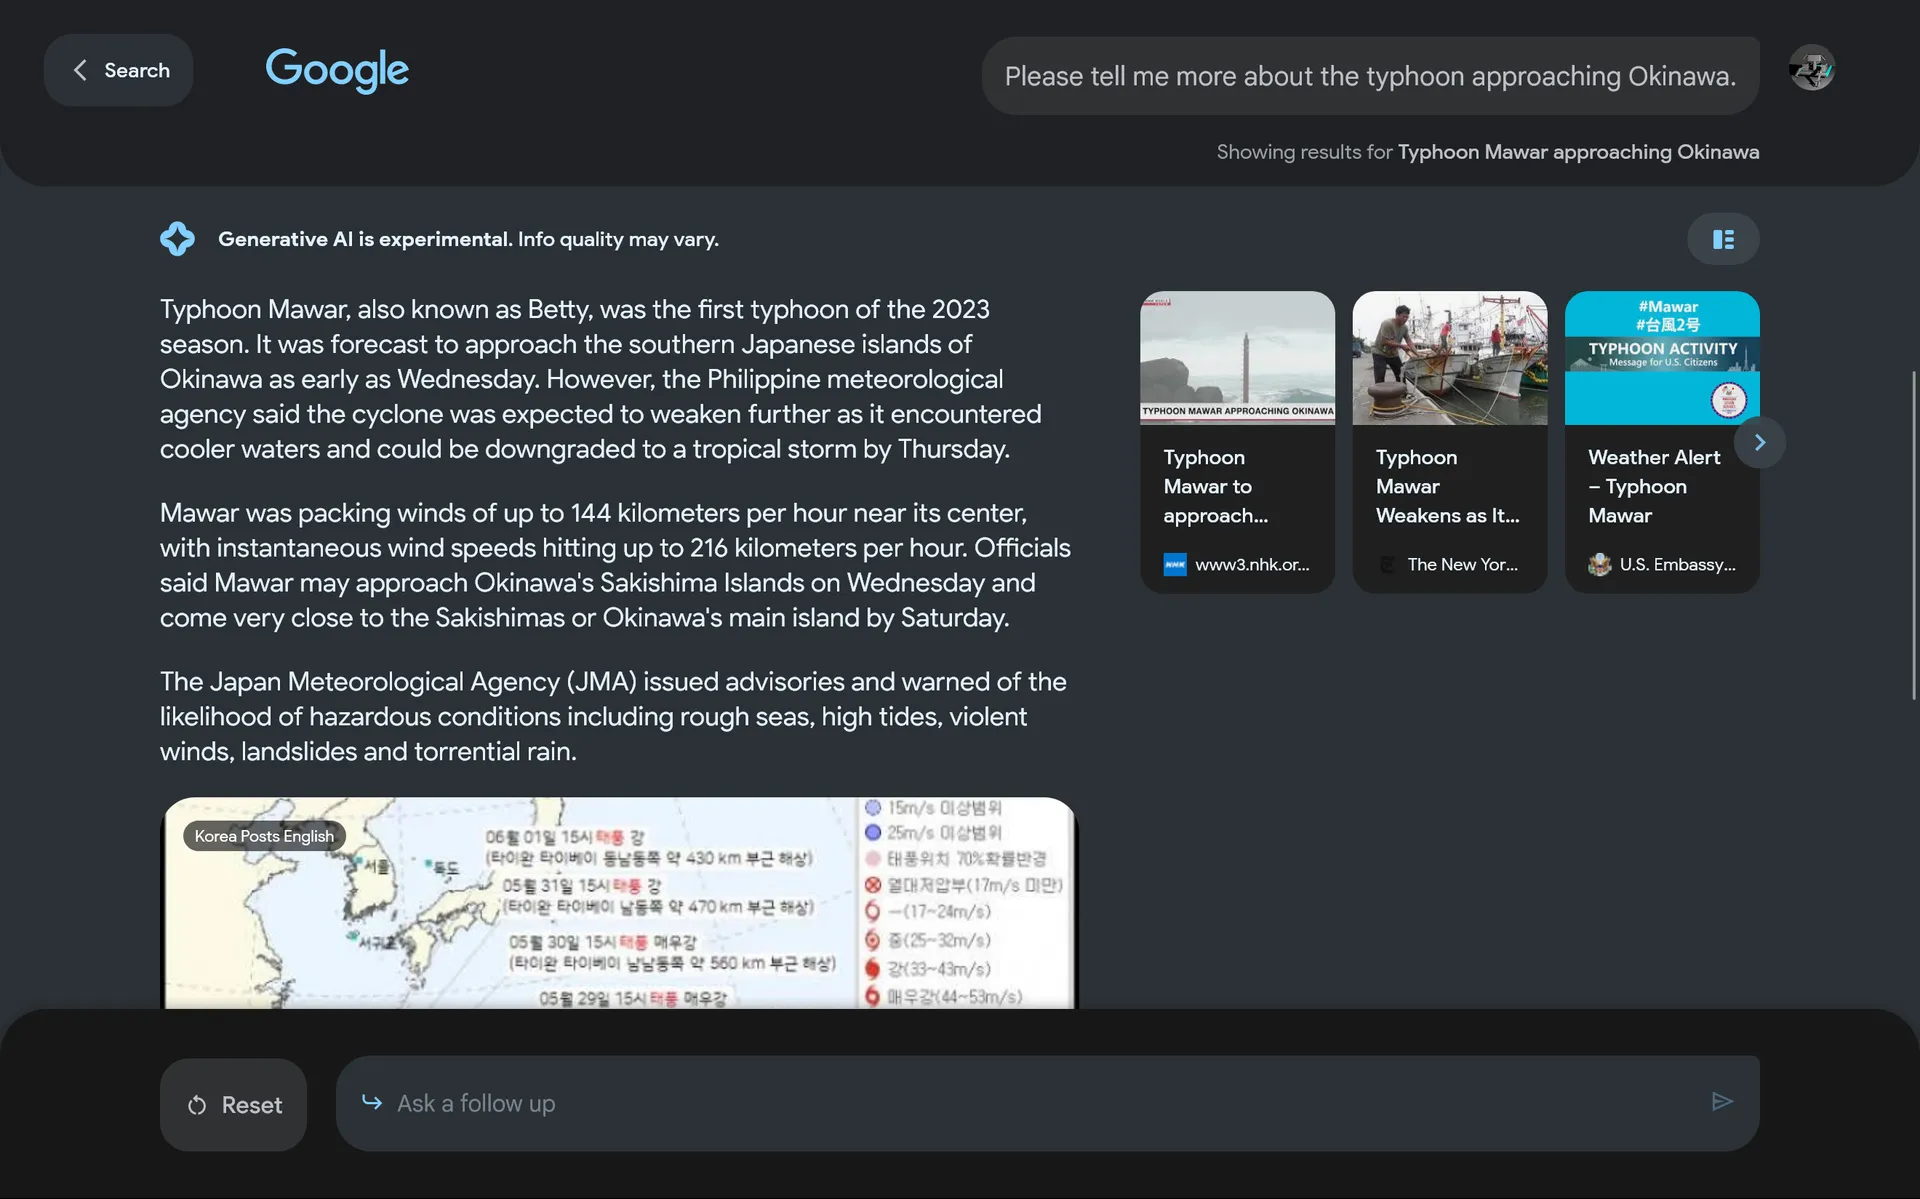 Search
Google
Please tell me more about the typhoon approaching Okinawa.
Showing results for Typhoon Mawar approaching Okinawa
Generative AI is experimental. Info quality may vary.
Typhoon Mawar, also known as Betty, was the first typhoon of the 2023
season. It was forecast to approach the southern Japanese islands of
Okinawa as early as Wednesday. However, the Philippine meteorological
agency said the cyclone was expected to weaken further as it encountered
cooler waters and could be downgraded to a tropical storm by Thursday.
Mawar was packing winds of up to 144 kilometers per hour near its center,
with instantaneous wind speeds hitting up to 216 kilometers per hour. Officials
said Mawar may approach Okinawa's Sakishima Islands on Wednesday and
come very close to the Sakishimas or Okinawa's main island by Saturday.
The Japan Meteorological Agency (JMA) issued advisories and warned of the
likelihood of hazardous conditions including rough seas, high tides, violent
winds, landslides and torrential rain.
TYPHOON MAWAR APPROACHING OKINAWA
Typhoon
Mawar to
approach...
NHK
www3.nhk.or...
Typhoon
Mawar
Weakens as It...
The New Yor...
#Mawar
#台風2号
TYPHOON ACTIVITY
Message for U.S. Citizens
Weather Alert
– Typhoon
Mawar
U.S. Embassy...
Korea Posts English
서울
독도
서귀포
06월 01일 15시 태풍 강
(타이완 타이베이 동남동쪽 약 430 km 부근 해상)
05월 31일 15시 태풍 강
(타이완 타이베이 남동쪽 약 470 km 부근 해상)
05월 30일 15시 태풍 매우강
(타이완 타이베이 남남동쪽 약 560 km 부근 해상)
05월 29일 15시 태풍 매우강
15m/s 이상범위
25m/s 이상범위
태풍위치 70%확률반경
열대저압부(17m/s 미만)
—(17~24m/s)
중(25~32m/s)
강(33~43m/s)
매우강(44~53m/s)
Reset
Ask a follow up